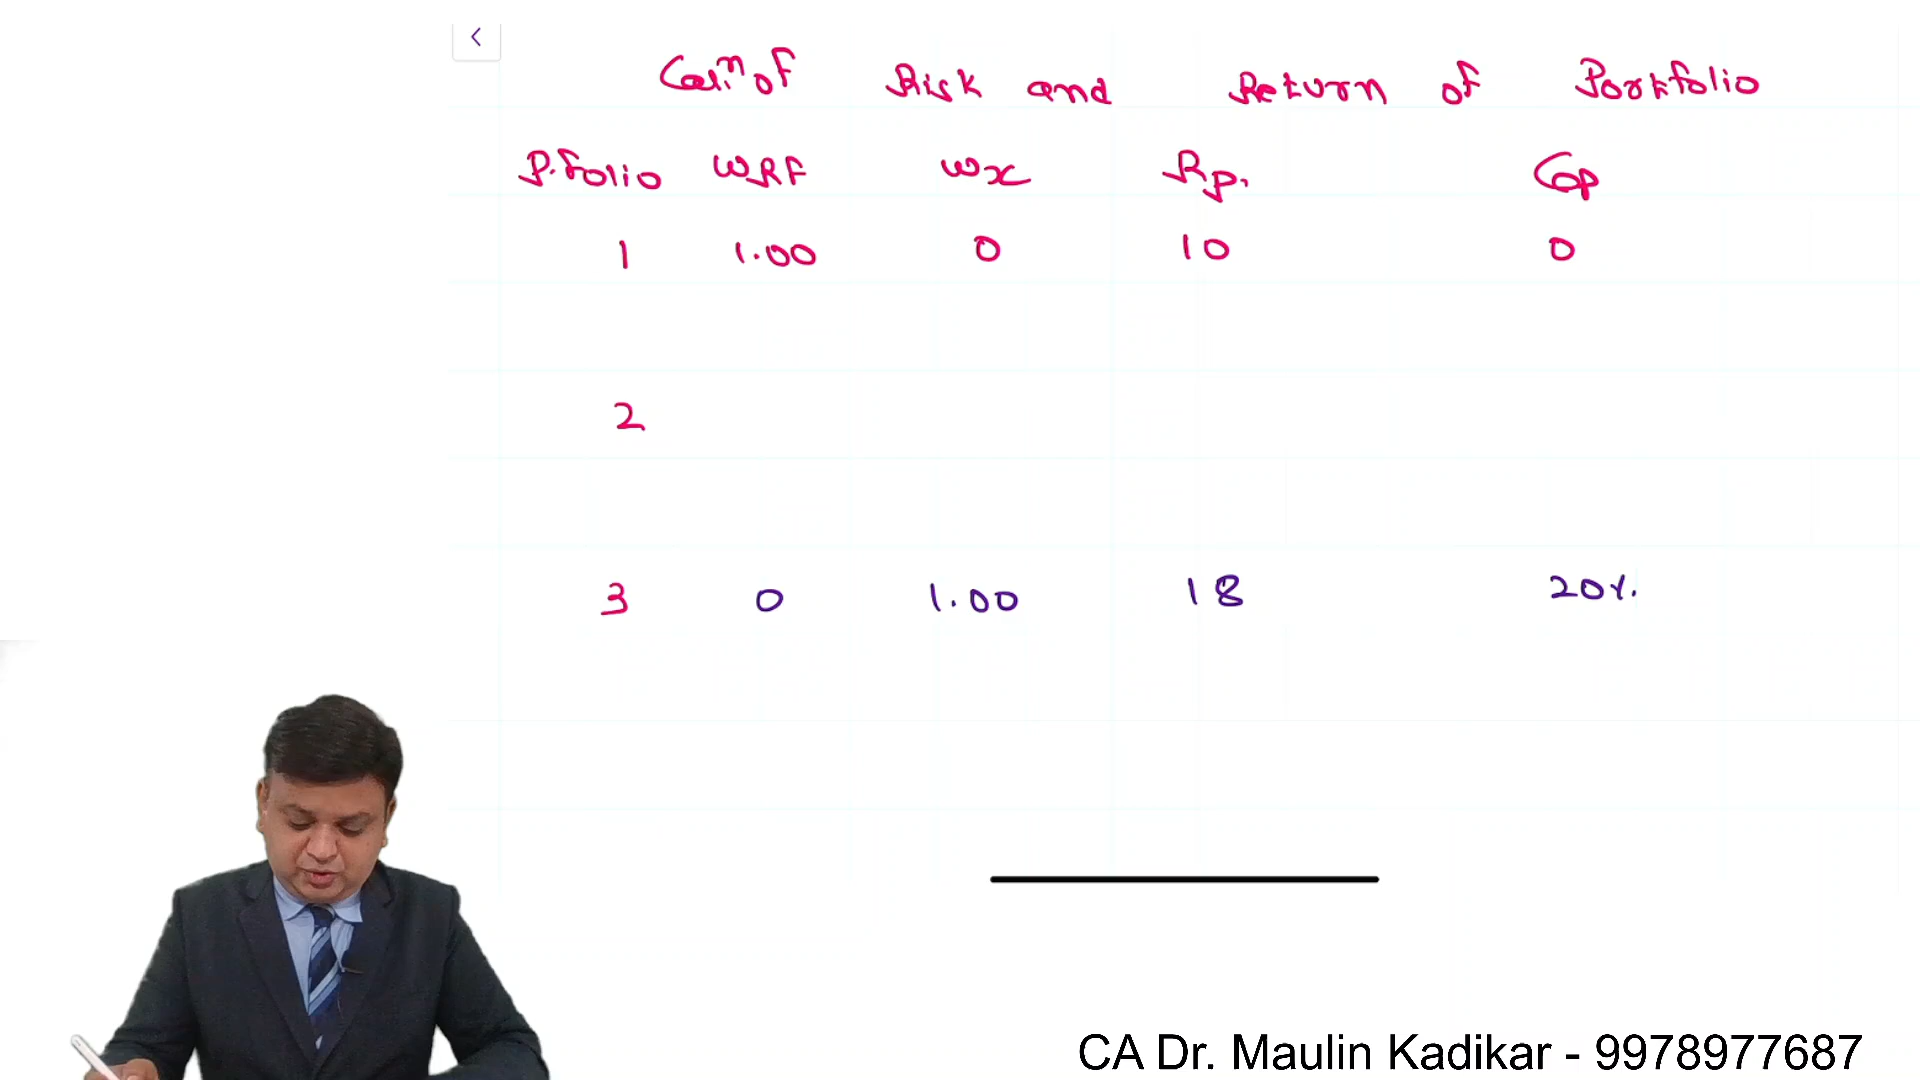 Caln of Risk and Return of Portfolio
P.folio WRF Wx Rp.
1 1.00 0 10 0
2
3 0 1.00 18 20%.
CA Dr. Maulin Kadikar - 9978977687